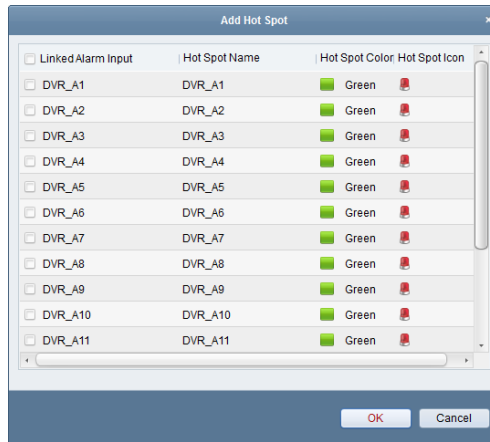 Add Hot Spot
Linked Alarm Input Hot Spot Name Hot Spot Color Hot Spot Icon
DVR_A1 DVR_A1 Green
DVR_A2 DVR_A2 Green
DVR_A3 DVR_A3 Green
DVR_A4 DVR_A4 Green
DVR_A5 DVR_A5 Green
DVR_A6 DVR_A6 Green
DVR_A7 DVR_A7 Green
DVR_A8 DVR_A8 Green
DVR_A9 DVR_A9 Green
DVR_A10 DVR_A10 Green
DVR_A11 DVR_A11 Green
OK Cancel